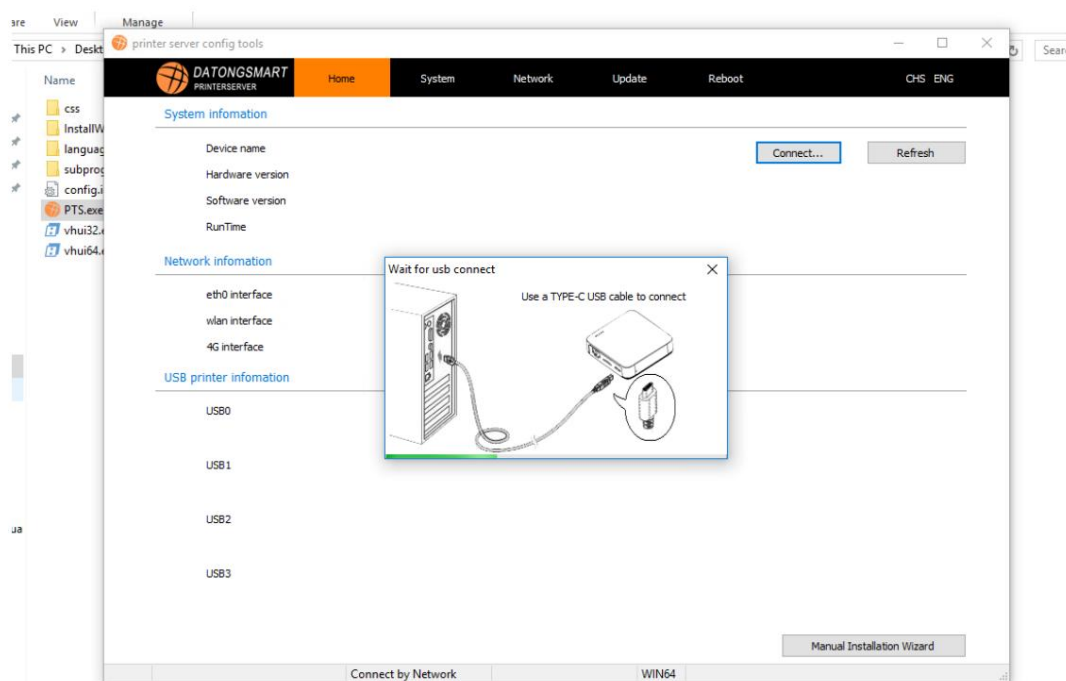 are View Manage
This PC > Deskt
Sear
Name
css
InstallW
languag
subprog
config.i
PTS.exe
vhui32.e
vhui64.e
ua
printer server config tools
DATONGSMART
PRINTERSERVER
Home System Network Update Reboot CHS ENG
System infomation
Device name
Connect... Refresh
Hardware version
Software version
RunTime
Network infomation
eth0 interface
wlan interface
4G interface
USB printer infomation
USB0
USB1
USB2
USB3
Wait for usb connect
Use a TYPE-C USB cable to connect
Manual Installation Wizard
Connect by Network WIN64